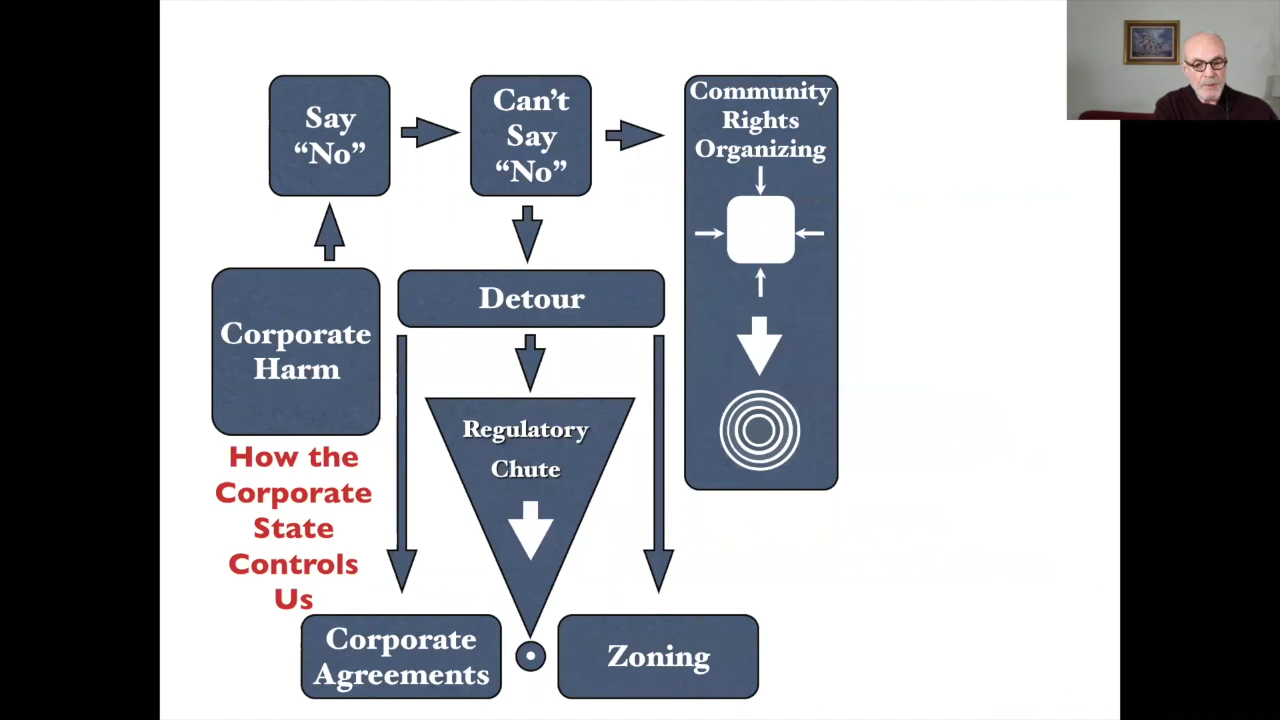 Say
“No”
Can’t
Say
“No”
Community
Rights
Organizing
Corporate
Harm
Detour
Regulatory
Chute
How the
Corporate
State
Controls
Us
Corporate
Agreements
Zoning